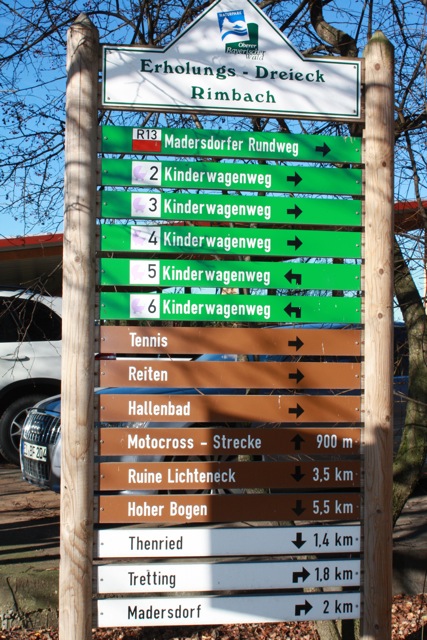 NATURPARK
Oberer
Bayerischer
Wald
Erholungs - Dreieck
Rimbach
R13 Madersdorfer Rundweg
2 Kinderwagenweg
3 Kinderwagenweg
4 Kinderwagenweg
5 Kinderwagenweg
6 Kinderwagenweg
Tennis
Reiten
Hallenbad
Motocross - Strecke 900 m
Ruine Lichteneck 3,5 km
Hoher Bogen 5,5 km
Thenried 1,4 km
Tretting 1,8 km
Madersdorf 2 km